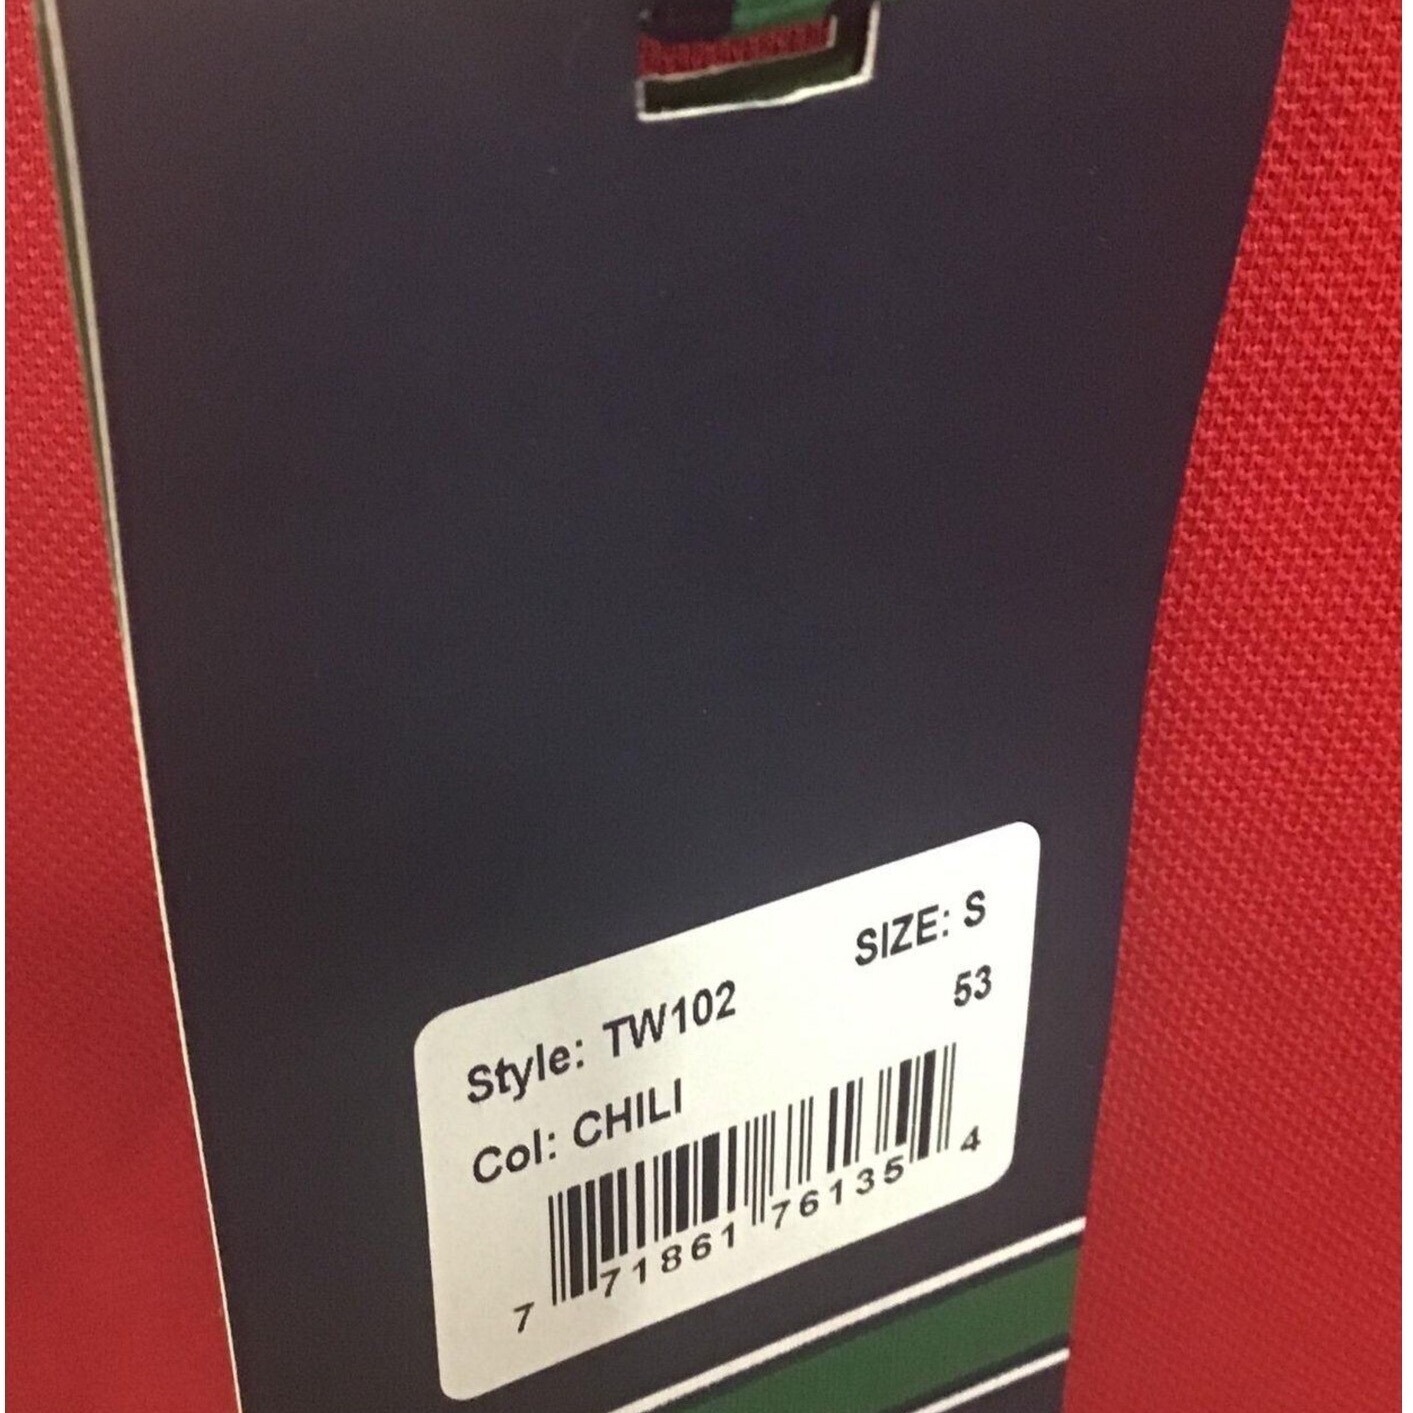 SIZE: S
Style: TW102
53
Col: CHILI
7 71861 76135 4